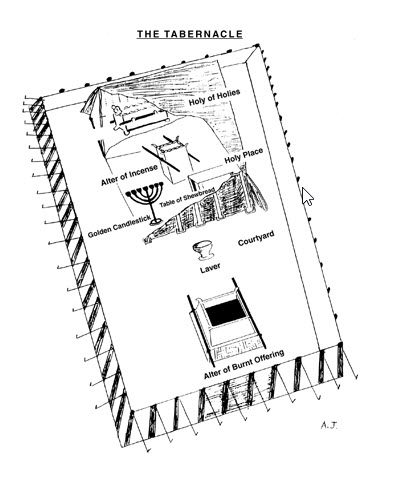 THE TABERNACLE
Holy of Holies
Holy Place
Alter of Incense
Table of Shewbread
Golden Candlestick
Courtyard
Laver
Alter of Burnt Offering
A.J.